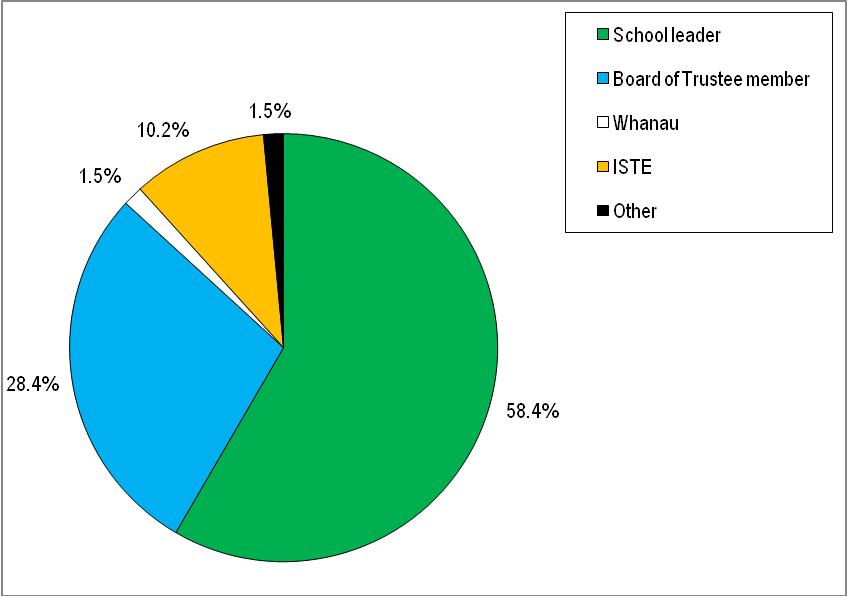 School leader
Board of Trustee member
Whanau
ISTE
Other
1.5%
10.2%
1.5%
28.4%
58.4%